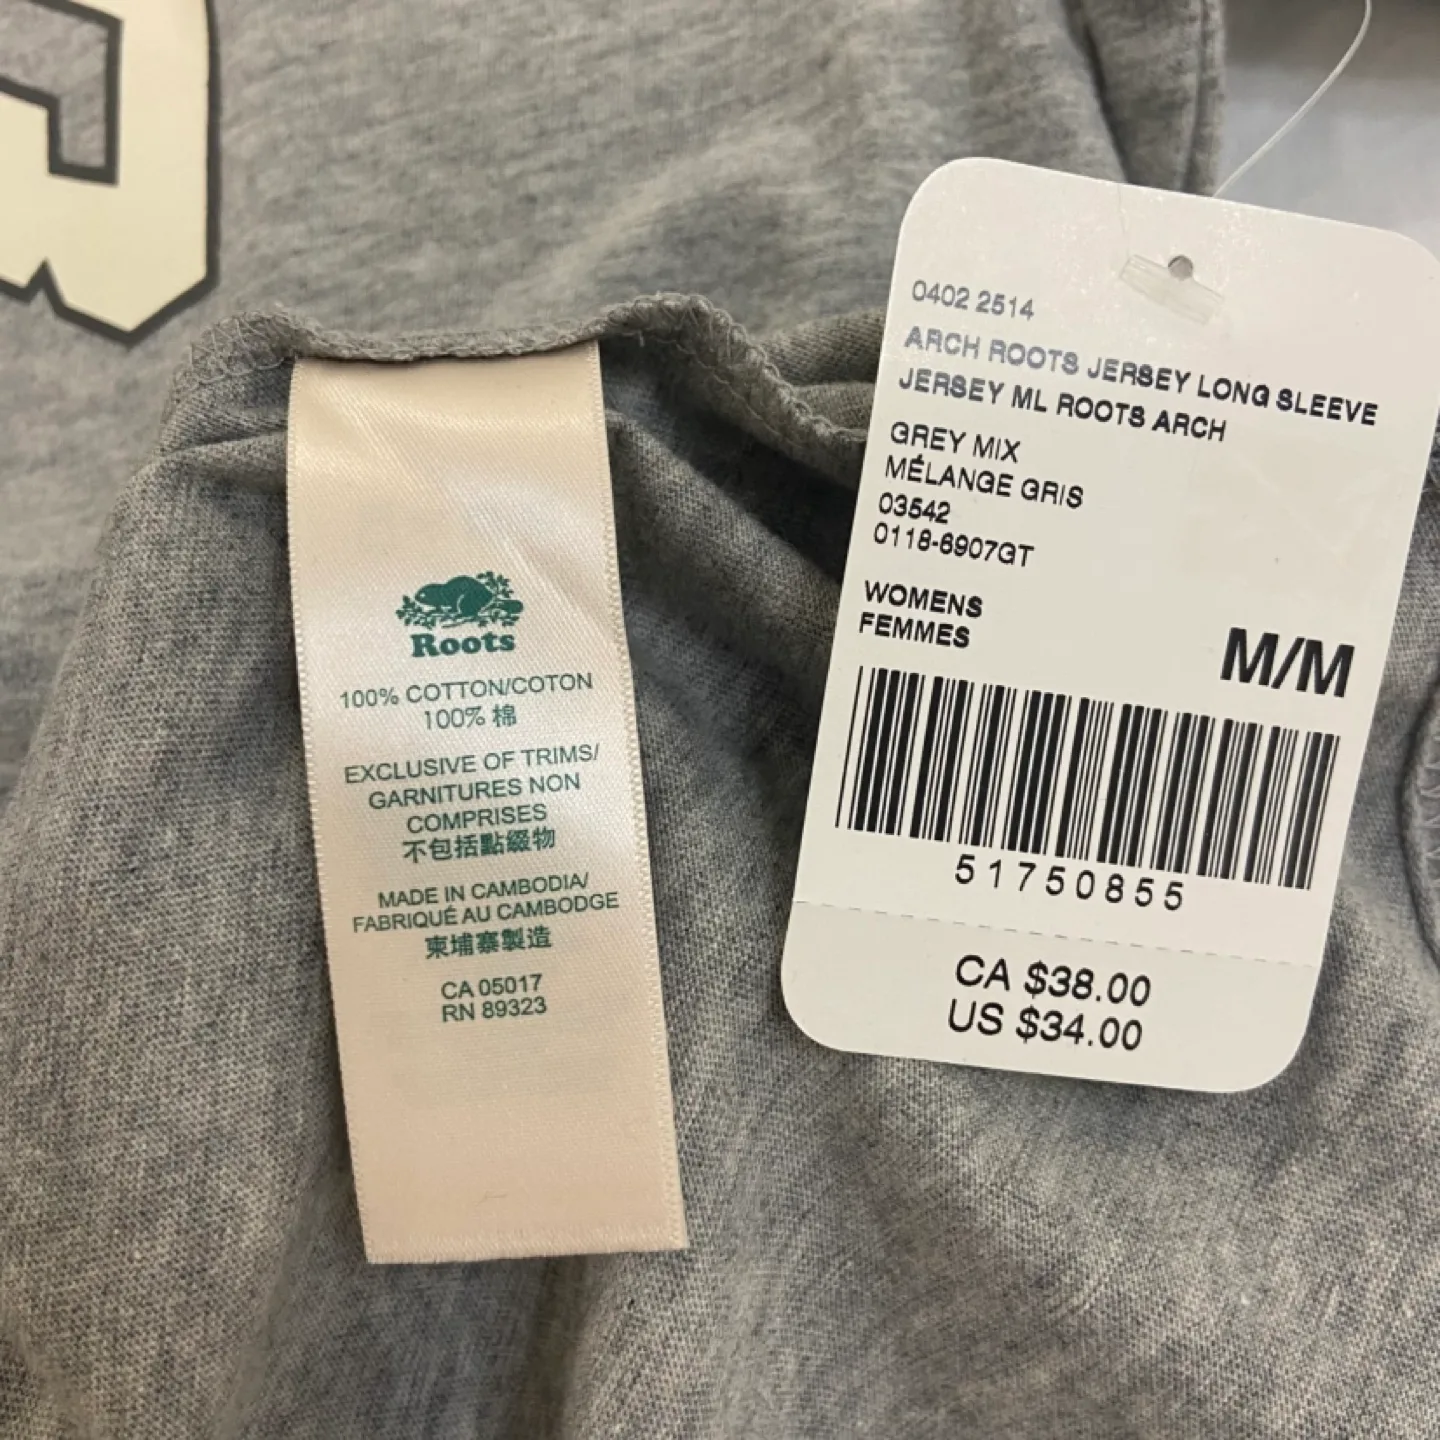 Roots
100% COTTON/COTON
100% 棉
EXCLUSIVE OF TRIMS/
GARNITURES NON
COMPRISES
不包括點綴物
MADE IN CAMBODIA/
FABRIQUÉ AU CAMBODGE
柬埔寨製造
CA 05017
RN 89323
0402 2514
ARCH ROOTS JERSEY LONG SLEEVE
JERSEY ML ROOTS ARCH
GREY MIX
MÉLANGE GRIS
03542
0118-6907GT
WOMENS
FEMMES
M/M
51750855
CA $38.00
US $34.00